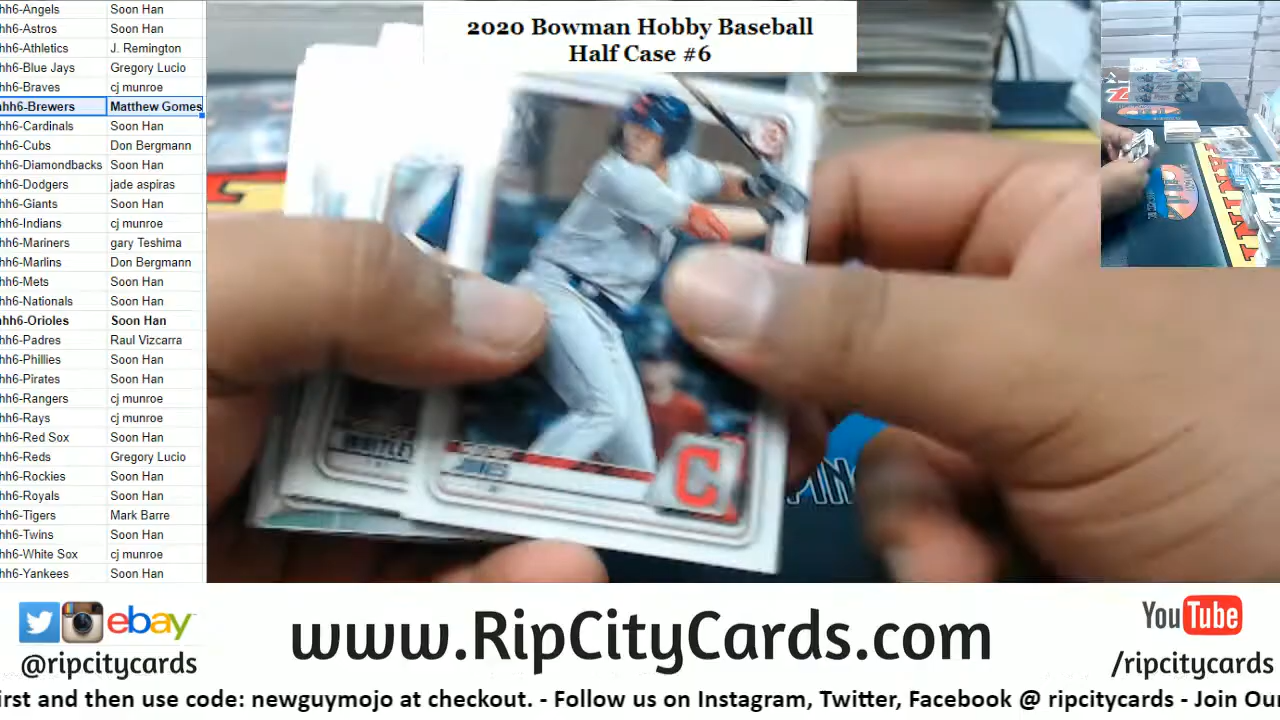 hh6-Angels Soon Han
hh6-Astros Soon Han
hh6-Athletics J. Remington
hh6-Blue Jays Gregory Lucio
hh6-Braves cj munroe
hh6-Brewers Matthew Gomes
hh6-Cardinals Soon Han
hh6-Cubs Don Bergmann
hh6-Diamondbacks Soon Han
hh6-Dodgers jade aspiras
hh6-Giants Soon Han
hh6-Indians cj munroe
hh6-Mariners gary Teshima
hh6-Marlins Don Bergmann
hh6-Mets Soon Han
hh6-Nationals Soon Han
hh6-Orioles Soon Han
hh6-Padres Raul Vizcarra
hh6-Phillies Soon Han
hh6-Pirates Soon Han
hh6-Rangers cj munroe
hh6-Rays cj munroe
hh6-Red Sox Soon Han
hh6-Reds Gregory Lucio
hh6-Rockies Soon Han
hh6-Royals Soon Han
hh6-Tigers Mark Barre
hh6-Twins Soon Han
hh6-White Sox cj munroe
hh6-Yankees Soon Han
2020 Bowman Hobby Baseball
Half Case #6
WHITLEY
JONES
C
PIN
ebay
@ripcitycards
www.RipCityCards.com
YouTube
/ripcitycards
irst and then use code: newguymojo at checkout. - Follow us on Instagram, Twitter, Facebook @ ripcitycards - Join Our